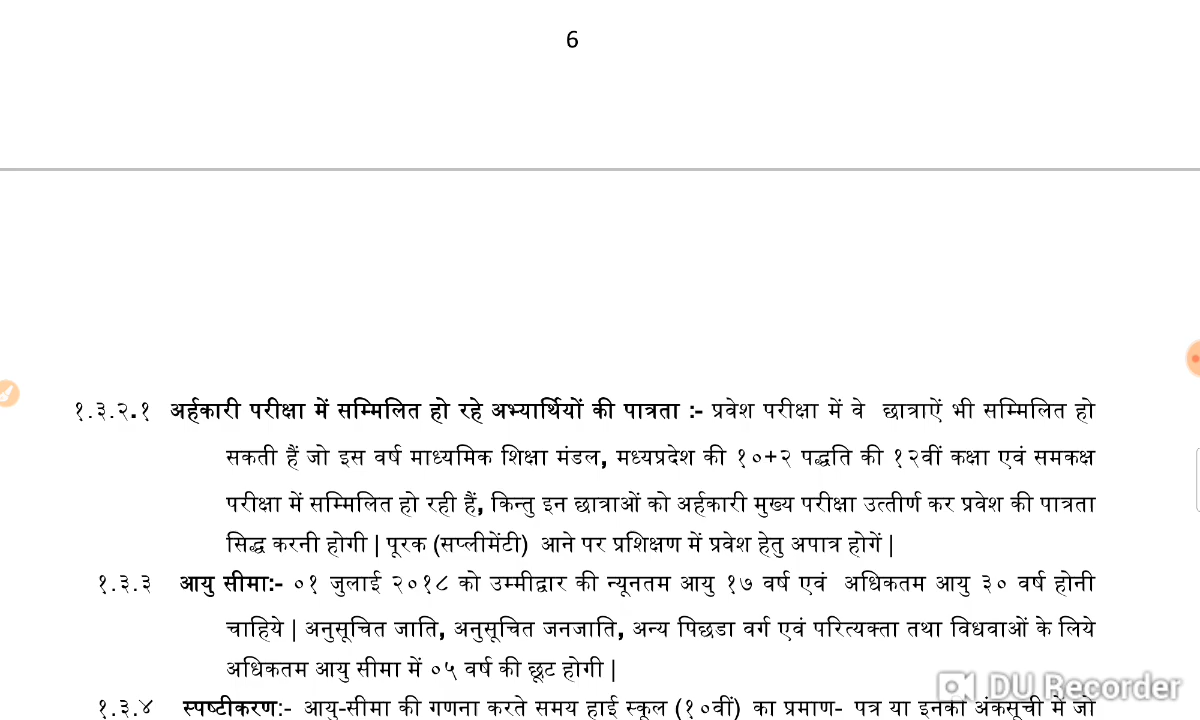 6
१.३.२.१ अर्हकारी परीक्षा में सम्मिलित हो रहे अभ्यार्थियों की पात्रता :- प्रवेश परीक्षा में वे छात्राऐं भी सम्मिलित हो
सकती हैं जो इस वर्ष माध्यमिक शिक्षा मंडल, मध्यप्रदेश की १०+२ पद्धति की १२वीं कक्षा एवं समकक्ष
परीक्षा में सम्मिलित हो रही हैं, किन्तु इन छात्राओं को अर्हकारी मुख्य परीक्षा उत्तीर्ण कर प्रवेश की पात्रता
सिद्ध करनी होगी | पूरक (सप्लीमेंटी) आने पर प्रशिक्षण में प्रवेश हेतु अपात्र होगें |
१.३.३ आयु सीमा:- ०१ जुलाई २०१८ को उम्मीद्वार की न्यूनतम आयु १७ वर्ष एवं अधिकतम आयु ३० वर्ष होनी
चाहिये | अनुसूचित जाति, अनुसूचित जनजाति, अन्य पिछडा वर्ग एवं परित्यक्ता तथा विधवाओं के लिये
अधिकतम आयु सीमा में ०५ वर्ष की छूट होगी |
१.३.४ स्पष्टीकरण:- आयु-सीमा की गणना करते समय हाई स्कूल (१०वीं) का प्रमाण- पत्र या इनकी अंकसूची में जो
DU Recorder